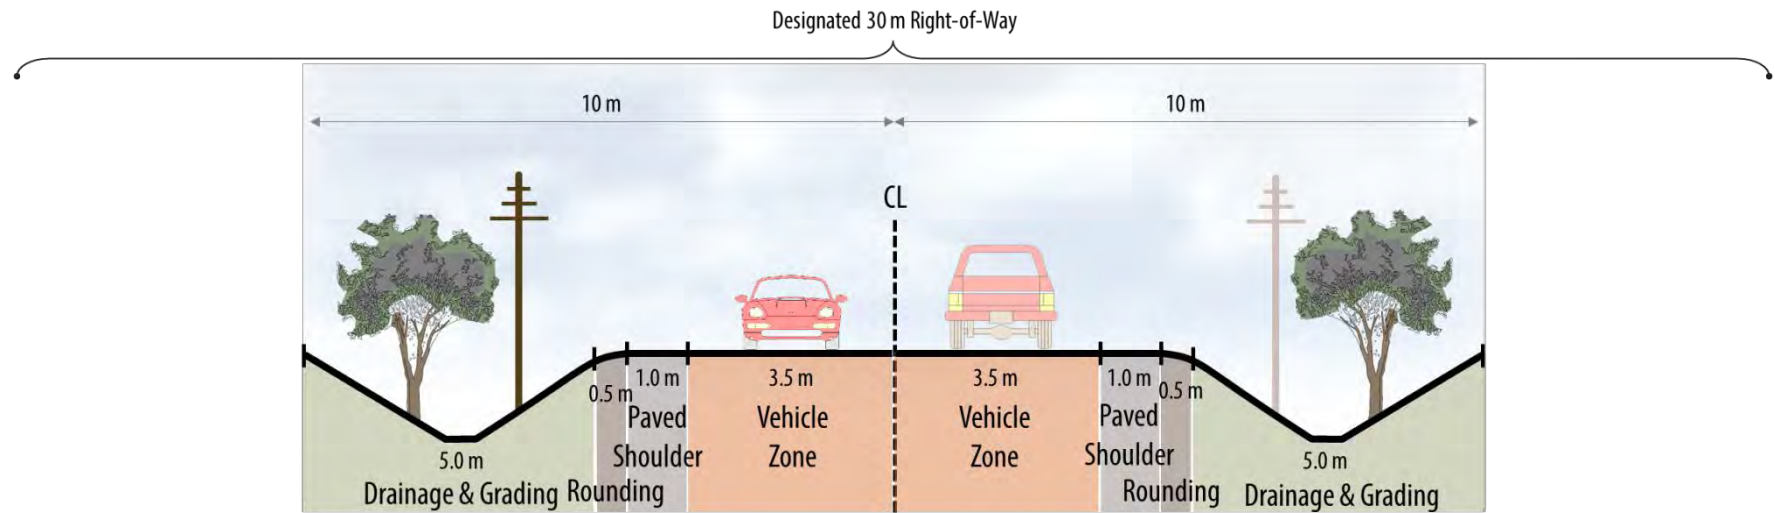 Designated 30 m Right-of-Way
10 m
10 m
CL
0.5 m
1.0 m
3.5 m
3.5 m
1.0 m
0.5 m
Paved
Shoulder
Vehicle
Zone
Vehicle
Zone
Paved
Shoulder
5.0 m
Drainage & Grading
Rounding
Rounding
5.0 m
Drainage & Grading